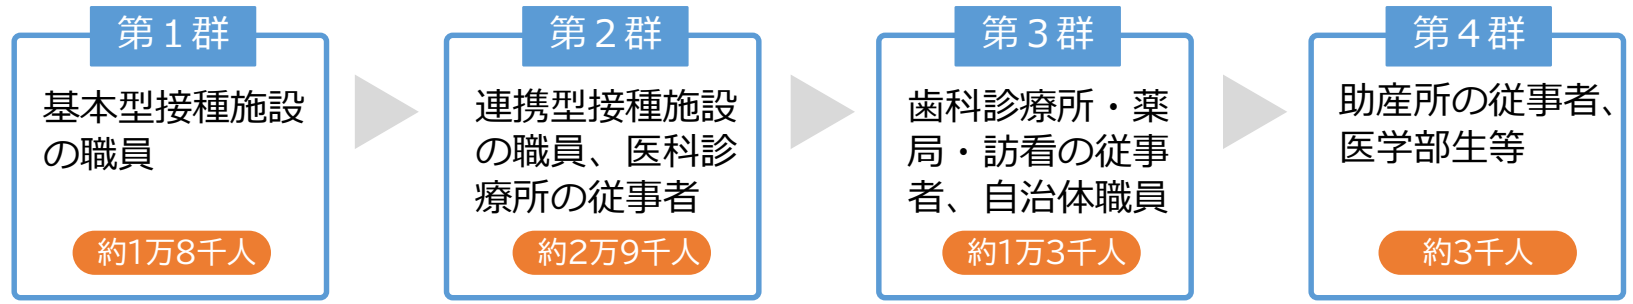 第１群
基本型接種施設
の職員
約1万8千人
第２群
連携型接種施設
の職員、医科診
療所の従事者
約2万9千人
第３群
歯科診療所・薬
局・訪看の従事
者、自治体職員
約1万3千人
第４群
助産所の従事者、
医学部生等
約3千人